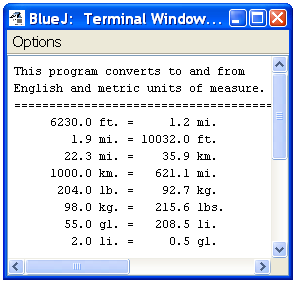 BlueJ:  Terminal Window...
Options
This program converts to and from
English and metric units of measure.
=====================================
6230.0 ft. =     1.2 mi.
1.9 mi. = 10032.0 ft.
22.3 mi. =    35.9 km.
1000.0 km. =   621.1 mi.
204.0 lb. =    92.7 kg.
98.0 kg. =   215.6 lbs.
55.0 gl. =   208.5 li.
2.0 li. =     0.5 gl.